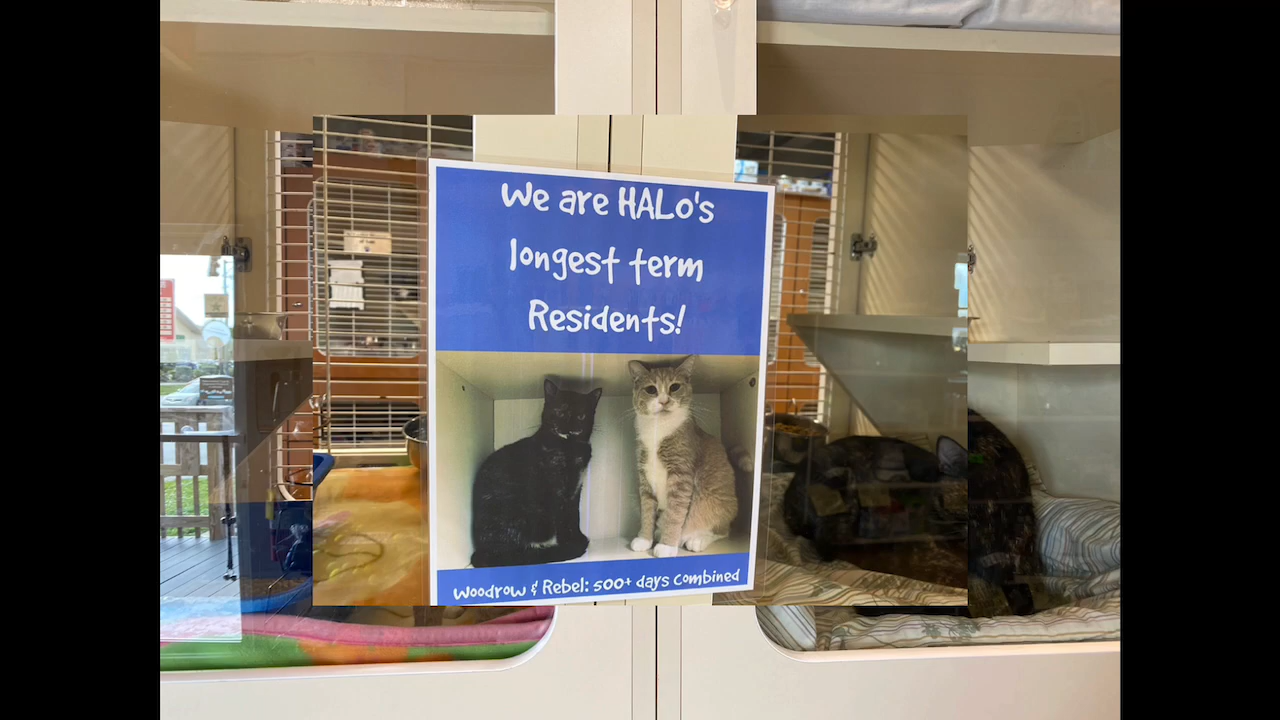 We are HALO's
longest term
Residents!
Woodrow & Rebel: 500+ days combined